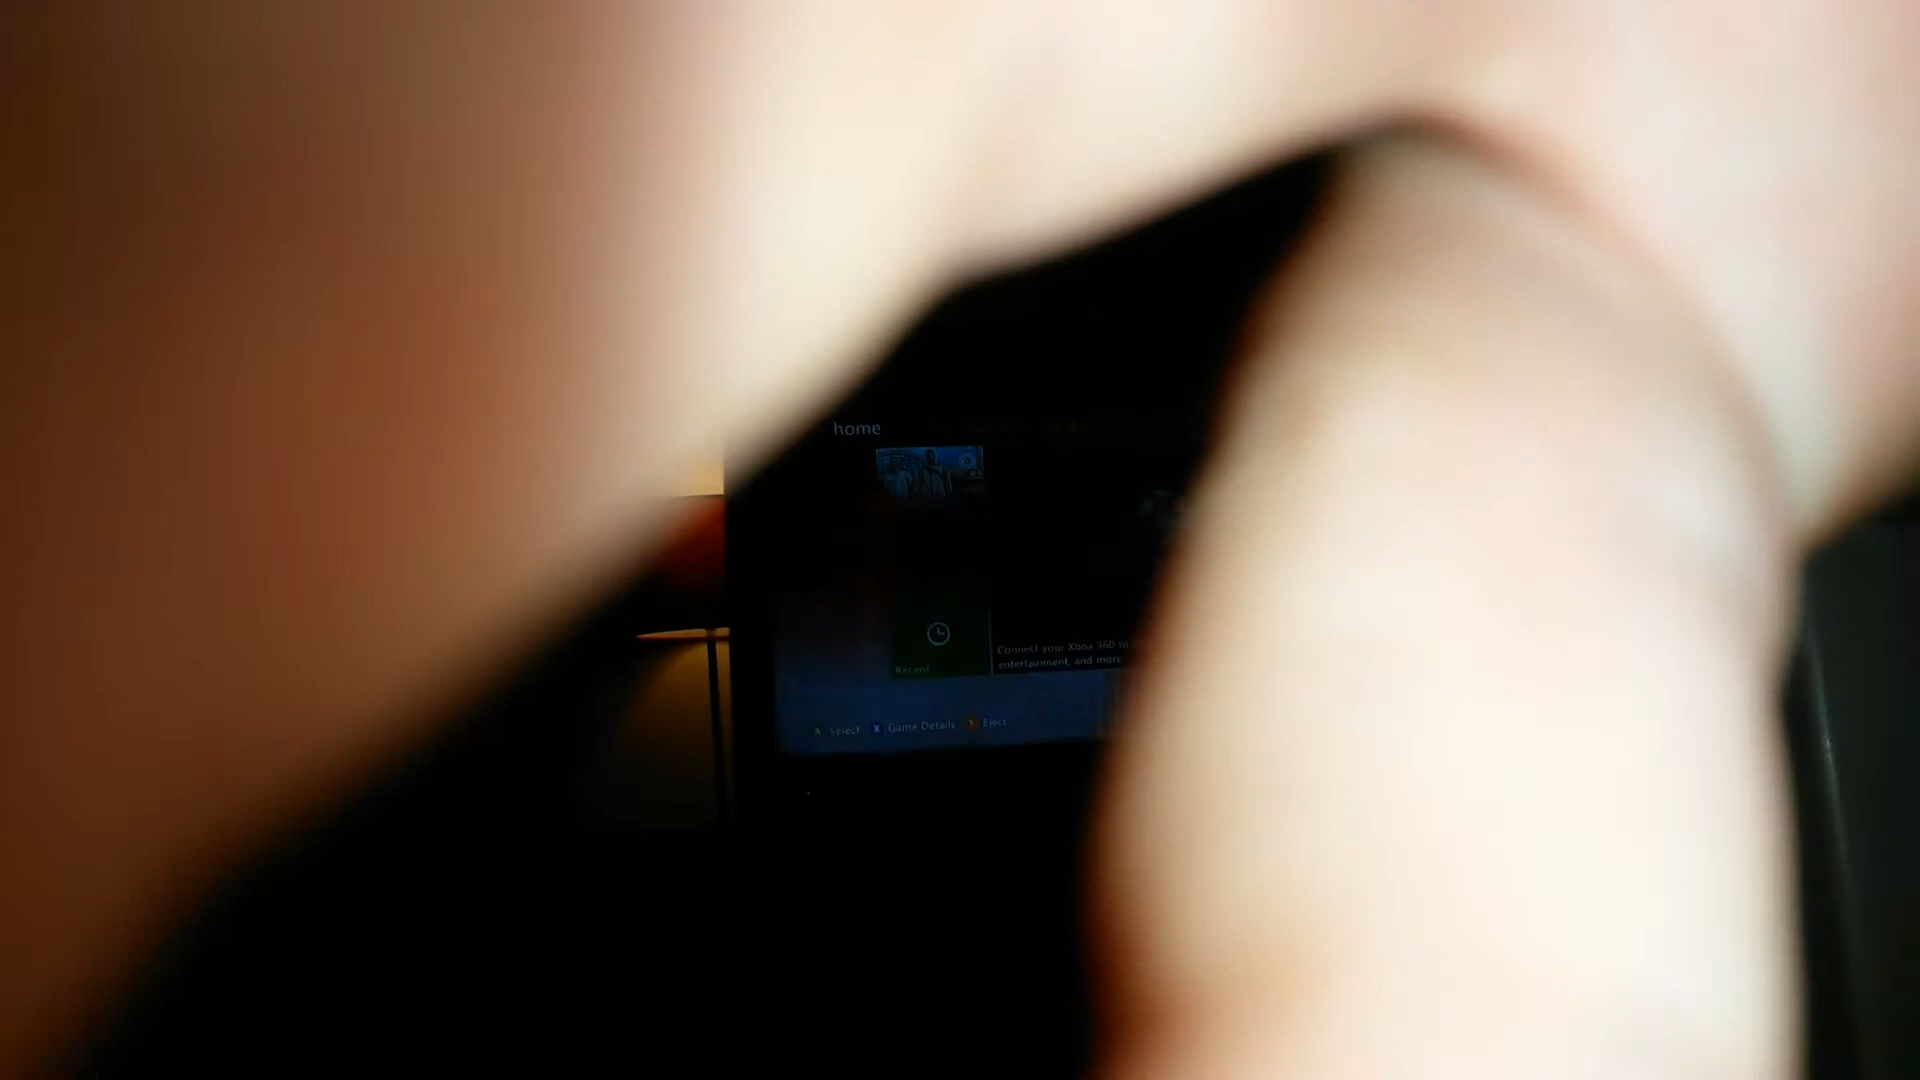 home
Recent
Connect your Xbox 360 to
entertainment, and more
A Select X Game Details Y Eject